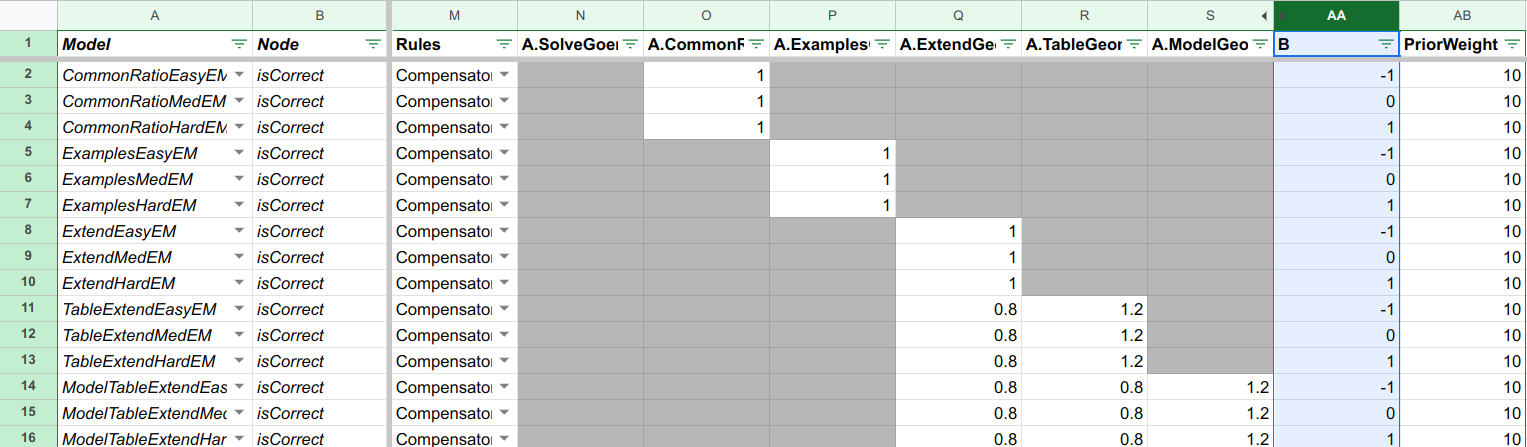 A B M N O P Q R S AA AB
1 Model Node Rules A.SolveGoe A.CommonR A.Examples A.ExtendGe A.TableGeor A.ModelGeo B PriorWeight
2 CommonRatioEasyEM isCorrect Compensato 1 -1 10
3 CommonRatioMedEM isCorrect Compensato 1 0 10
4 CommonRatioHardEM isCorrect Compensato 1 1 10
5 ExamplesEasyEM isCorrect Compensato 1 -1 10
6 ExamplesMedEM isCorrect Compensato 1 0 10
7 ExamplesHardEM isCorrect Compensato 1 1 10
8 ExtendEasyEM isCorrect Compensato 1 -1 10
9 ExtendMedEM isCorrect Compensato 1 0 10
10 ExtendHardEM isCorrect Compensato 1 1 10
11 TableExtendEasyEM isCorrect Compensato 0.8 1.2 -1 10
12 TableExtendMedEM isCorrect Compensato 0.8 1.2 0 10
13 TableExtendHardEM isCorrect Compensato 0.8 1.2 1 10
14 ModelTableExtendEas isCorrect Compensato 0.8 0.8 1.2 -1 10
15 ModelTableExtendMed isCorrect Compensato 0.8 0.8 1.2 0 10
16 ModelTableExtendHar isCorrect Compensato 0.8 0.8 1.2 1 10